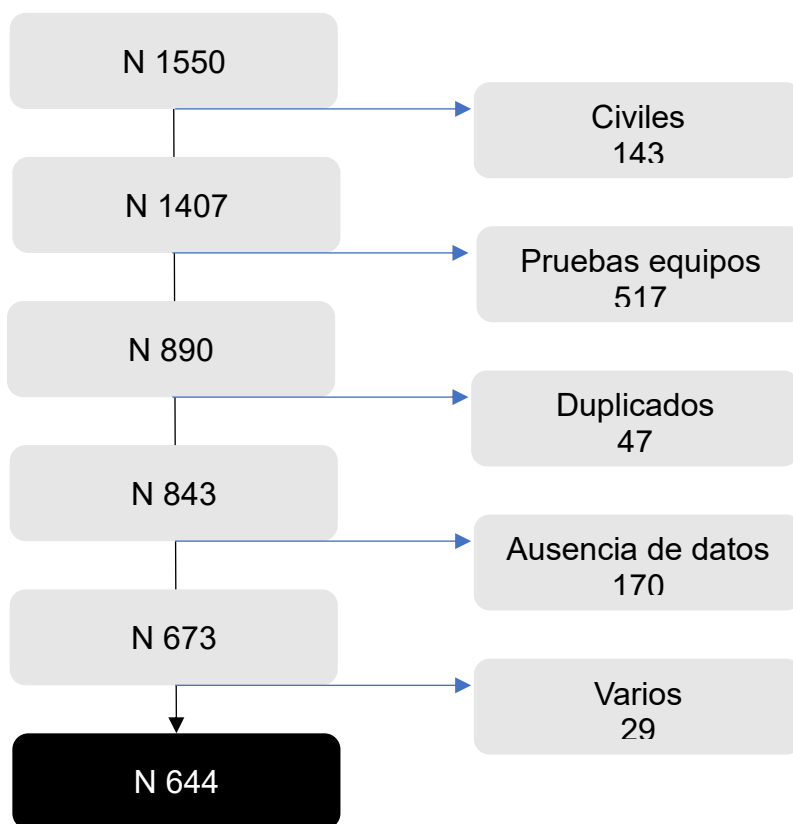 N 1550
Civiles
143
N 1407
Pruebas equipos
517
N 890
Duplicados
47
N 843
Ausencia de datos
170
N 673
Varios
29
N 644